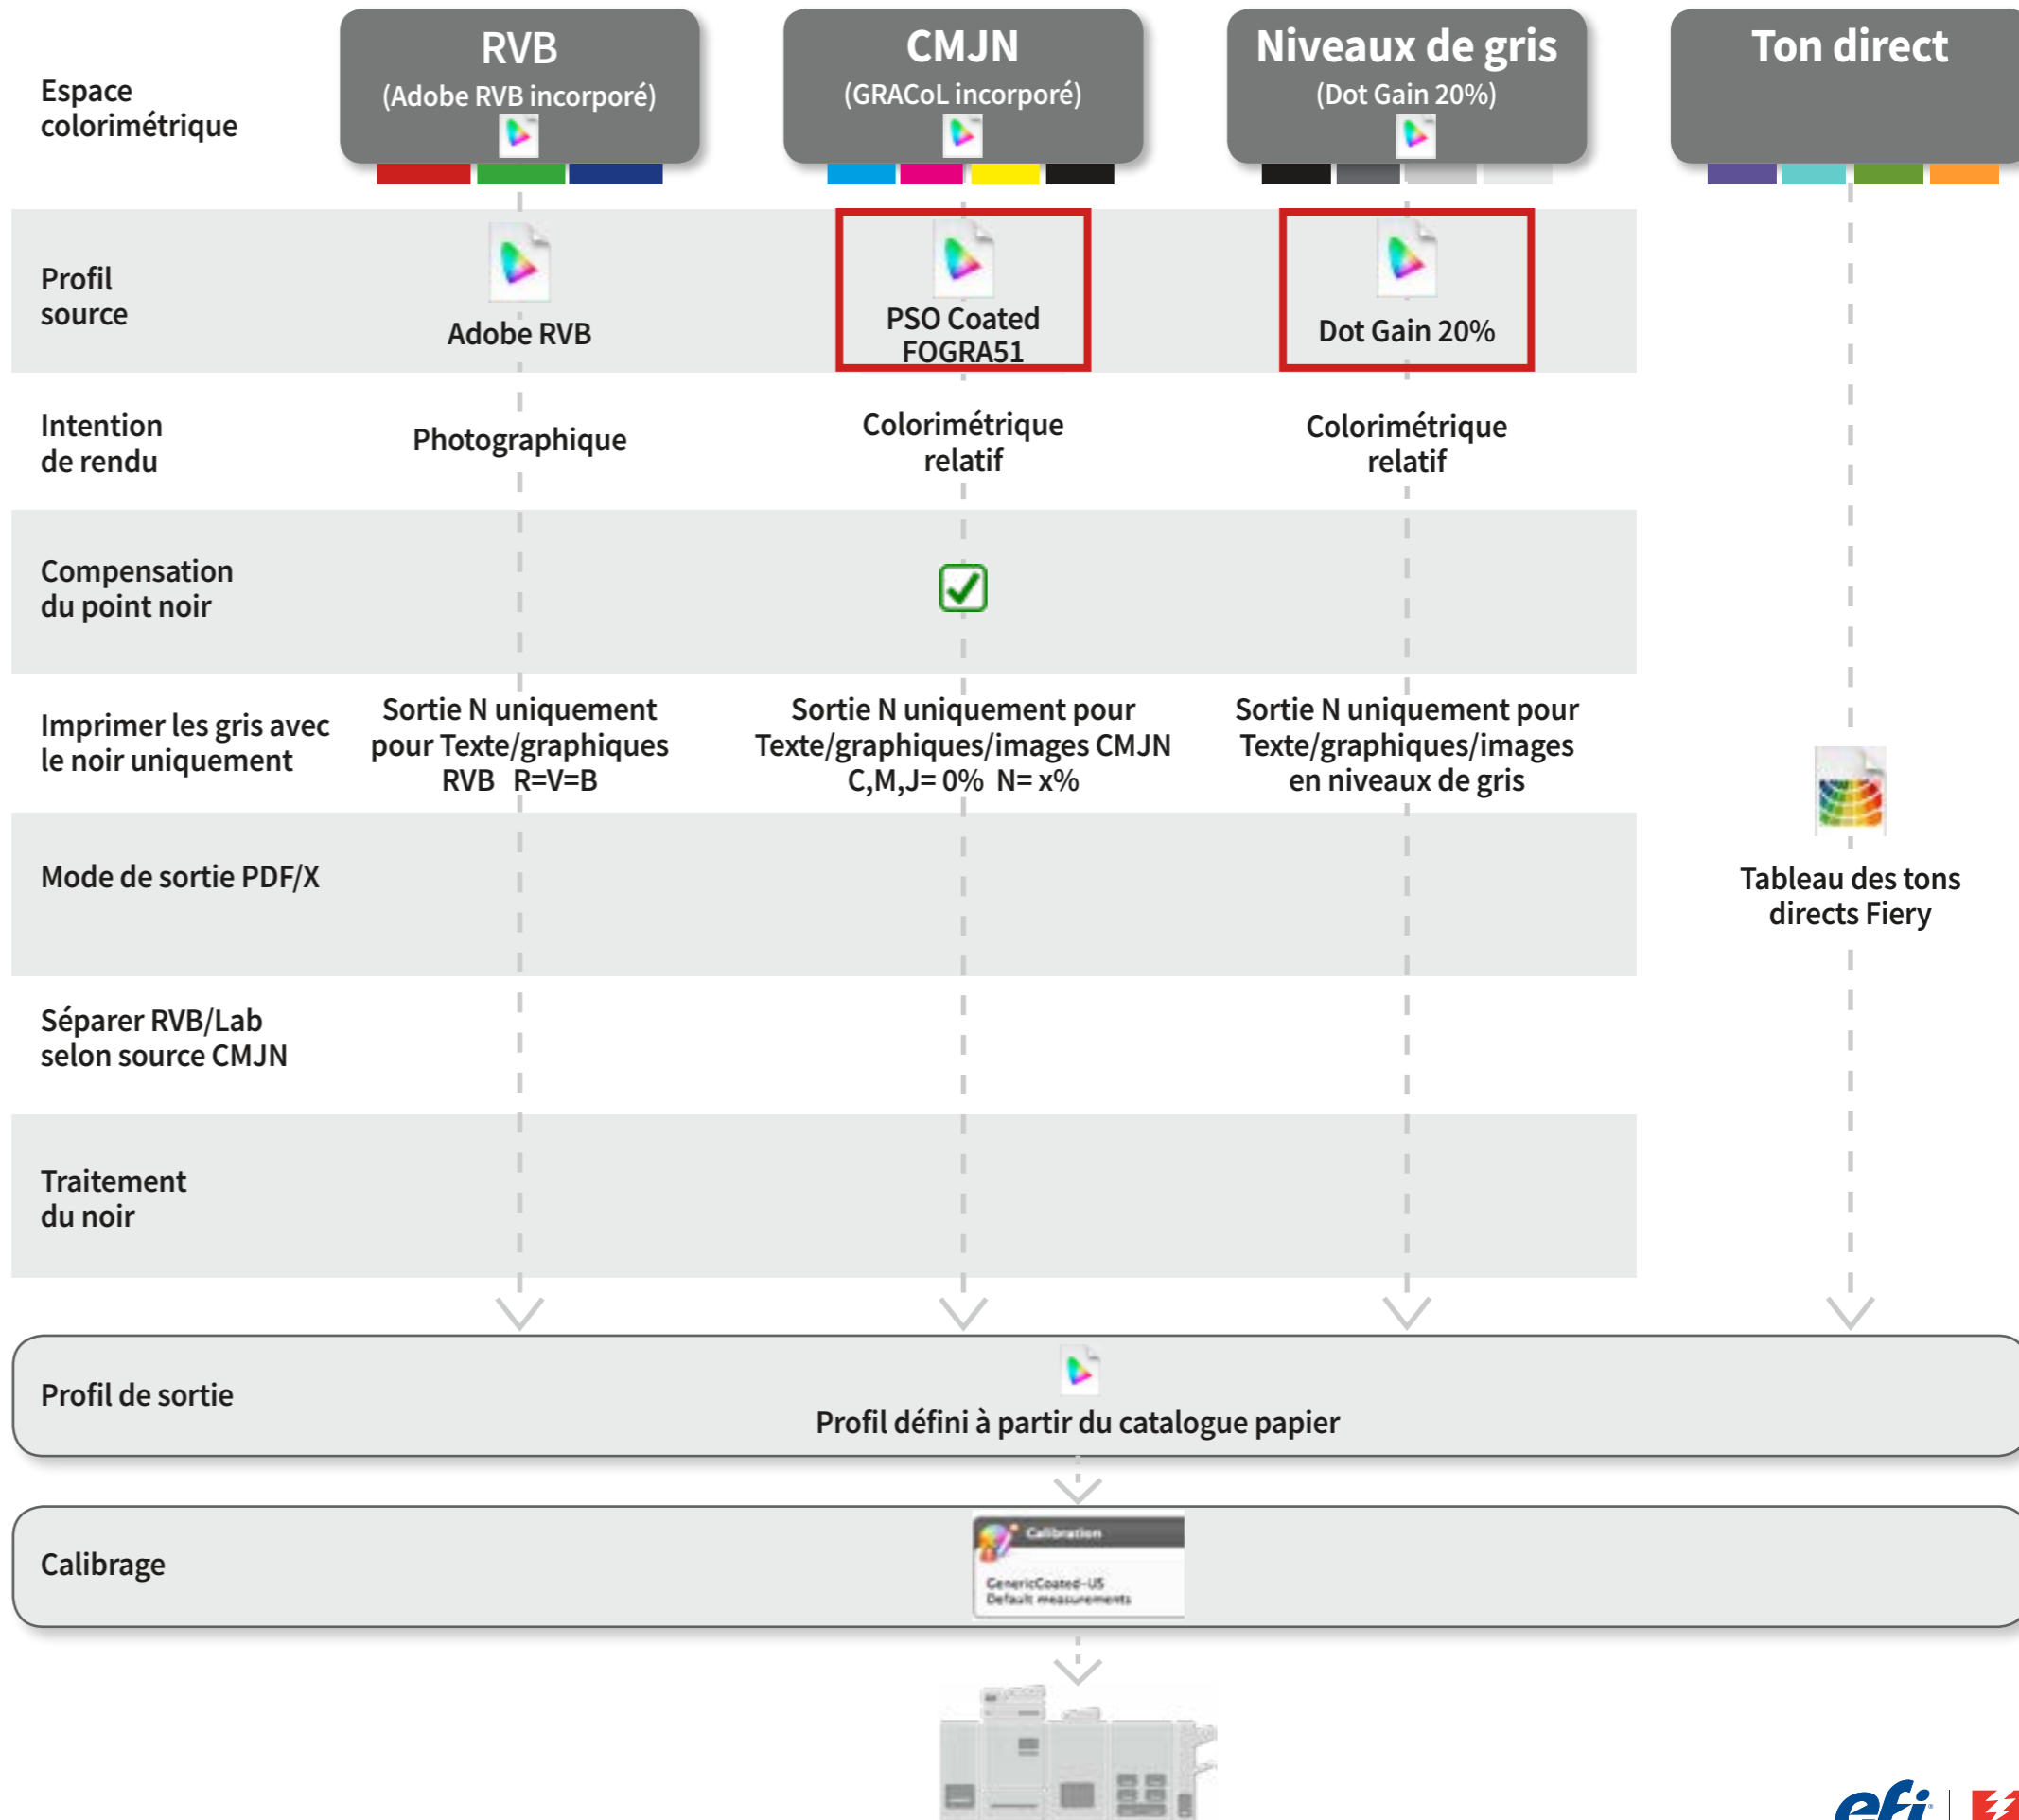 Espace
colorimétrique
RVB
(Adobe RVB incorporé)
CMJN
(GRACoL incorporé)
Niveaux de gris
(Dot Gain 20%)
Ton direct
Profil
source
Adobe RVB
PSO Coated
FOGRA51
Dot Gain 20%
Intention
de rendu
Photographique
Colorimétrique
relatif
Colorimétrique
relatif
Compensation
du point noir
Imprimer les gris avec
le noir uniquement
Sortie N uniquement
pour Texte/graphiques
RVB R=V=B
Sortie N uniquement pour
Texte/graphiques/images CMJN
C,M,J= 0% N= x%
Sortie N uniquement pour
Texte/graphiques/images
en niveaux de gris
Mode de sortie PDF/X
Tableau des tons
directs Fiery
Séparer RVB/Lab
selon source CMJN
Traitement
du noir
Profil de sortie
Profil défini à partir du catalogue papier
Calibrage
Calibration
GenericCoated-US
Default measurements
efi